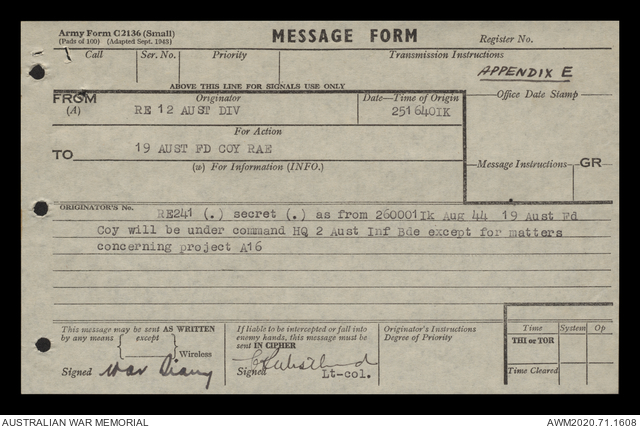 Army Form C2136 (Small)
(Pads of 100) (Adapted Sept. 1943)
MESSAGE FORM
Register No.
Call Ser. No. Priority Transmission Instructions
APPENDIX E
ABOVE THIS LINE FOR SIGNALS USE ONLY
FROM Originator Date—Time of Origin Office Date Stamp
(A) RE 12 AUST DIV 251640IK
For Action
TO 19 AUST FD COY RAE
(w) For Information (INFO.) Message Instructions GR
ORIGINATOR'S No. RE241 (.) secret (.) as from 260001Ik Aug 44 19 Aust Fd
Coy will be under command HQ 2 Aust Inf Bde except for matters
concerning project A16
This message may be sent AS WRITTEN
by any means { except } Wireless
Signed War Diary
If liable to be intercepted or fall into
enemy hands, this message must be
sent IN CIPHER
Signed
Lt-col.
Originator's Instructions
Degree of Priority
Time System Op
THI or TOR
Time Cleared
AUSTRALIAN WAR MEMORIAL AWM2020.71.1608